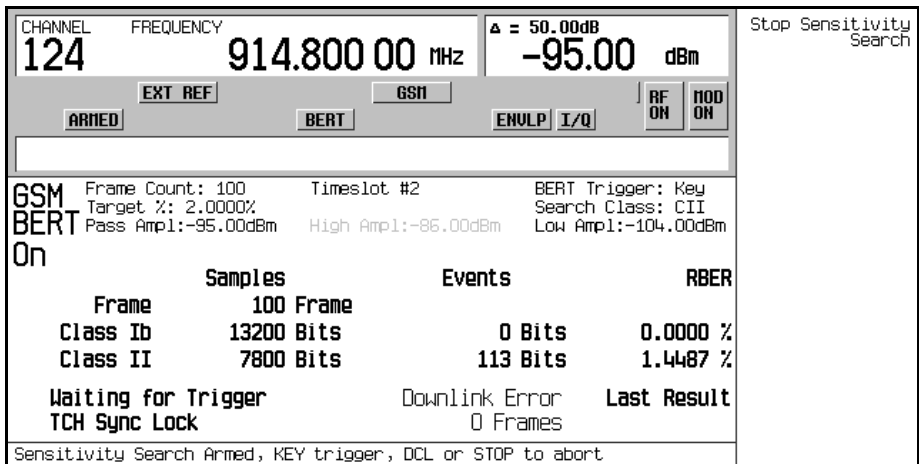 CHANNEL FREQUENCY Δ = 50.00dB
124 914.800 00 MHz -95.00 dBm
Stop Sensitivity
Search
EXT REF GSM RF ON MOD ON
ARMED BERT ENVLP I/Q
GSM BERT On
Frame Count: 100 Timeslot #2 BERT Trigger: Key
Target %: 2.0000% Search Class: CII
Pass Ampl:-95.00dBm High Ampl:-86.00dBm Low Ampl:-104.00dBm
Samples Events RBER
Frame 100 Frame
Class Ib 13200 Bits 0 Bits 0.0000 %
Class II 7800 Bits 113 Bits 1.4487 %
Waiting for Trigger Downlink Error Last Result
TCH Sync Lock 0 Frames
Sensitivity Search Armed, KEY trigger, DCL or STOP to abort